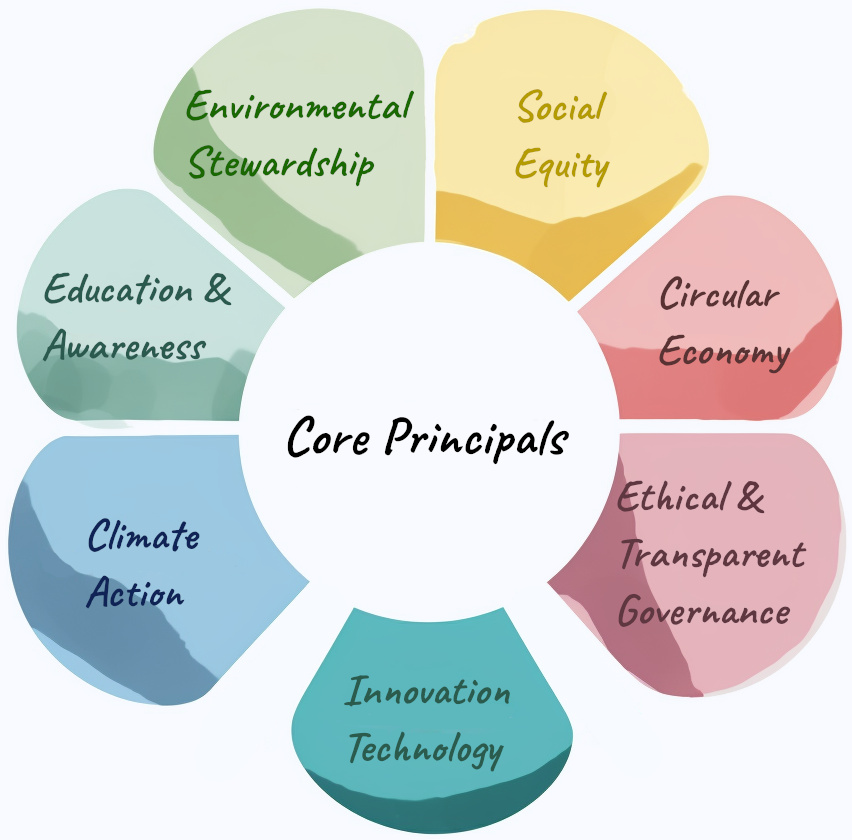 Environmental
Stewardship
Social
Equity
Education &
Awareness
Circular
Economy
Core Principals
Ethical &
Transparent
Governance
Climate
Action
Innovation
Technology